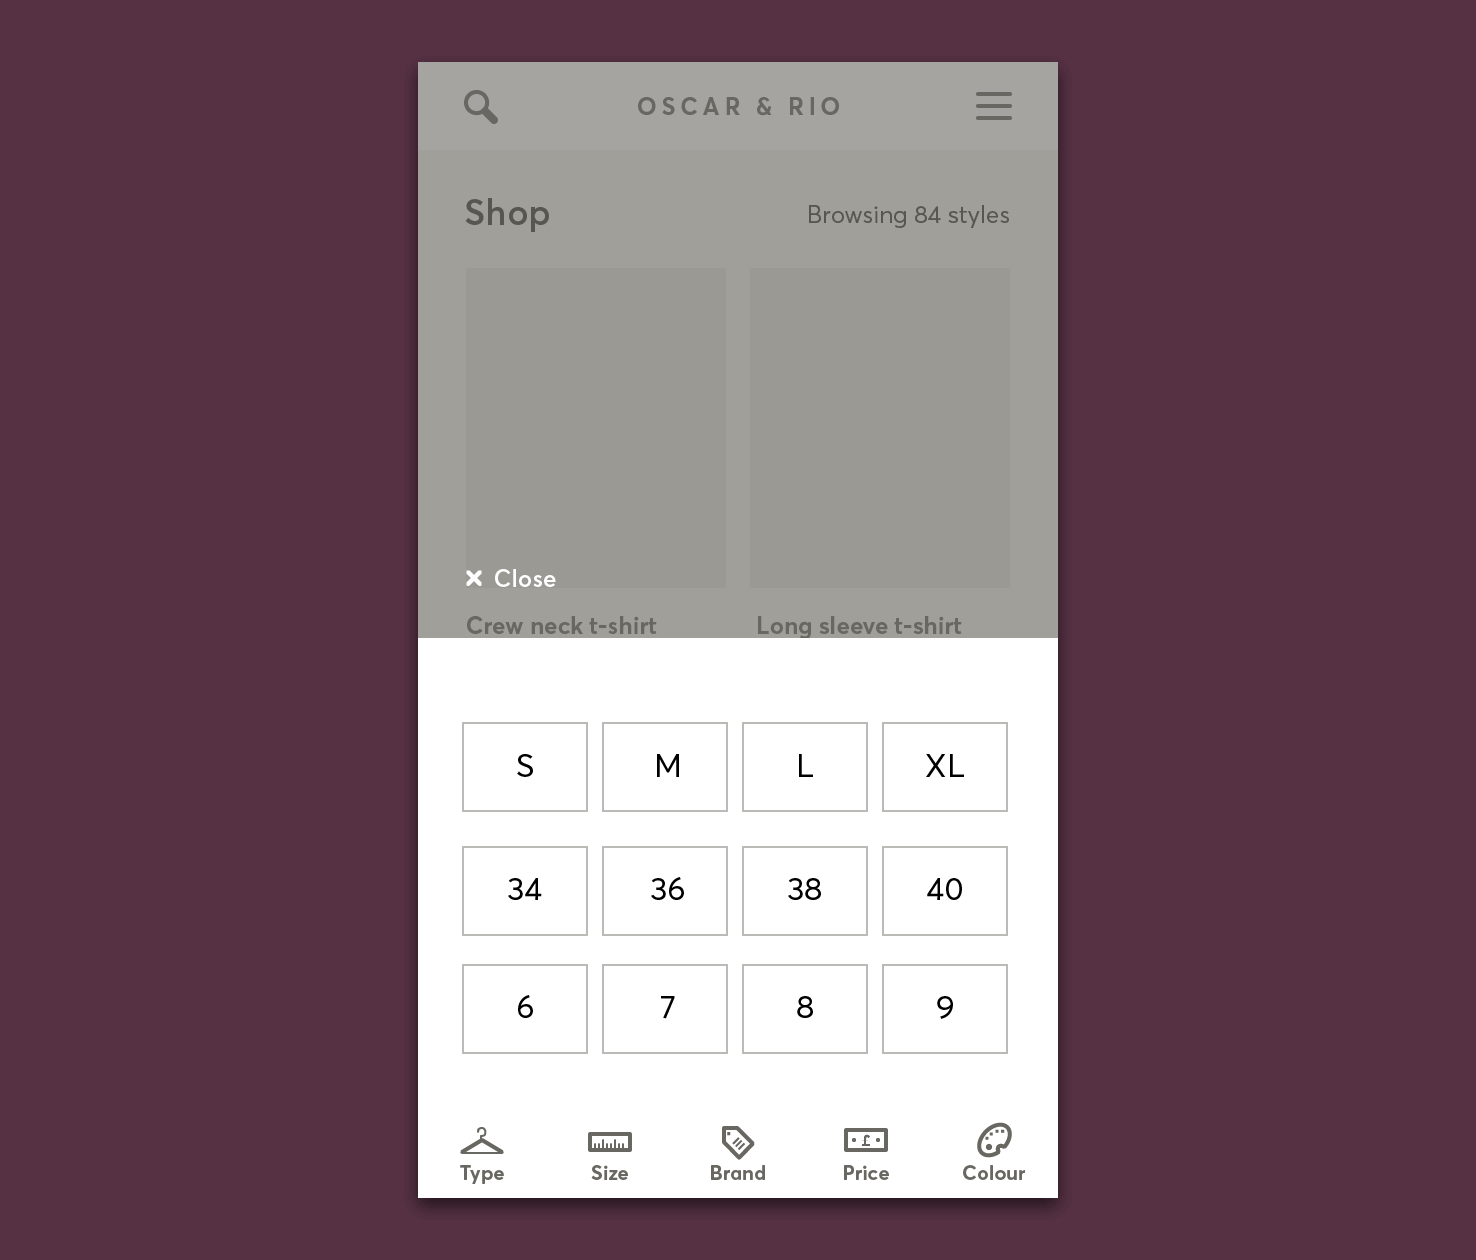 OSCAR & RIO
Shop
Browsing 84 styles
Close
Crew neck t-shirt
Long sleeve t-shirt
S
M
L
XL
34
36
38
40
6
7
8
9
Type
Size
Brand
Price
Colour